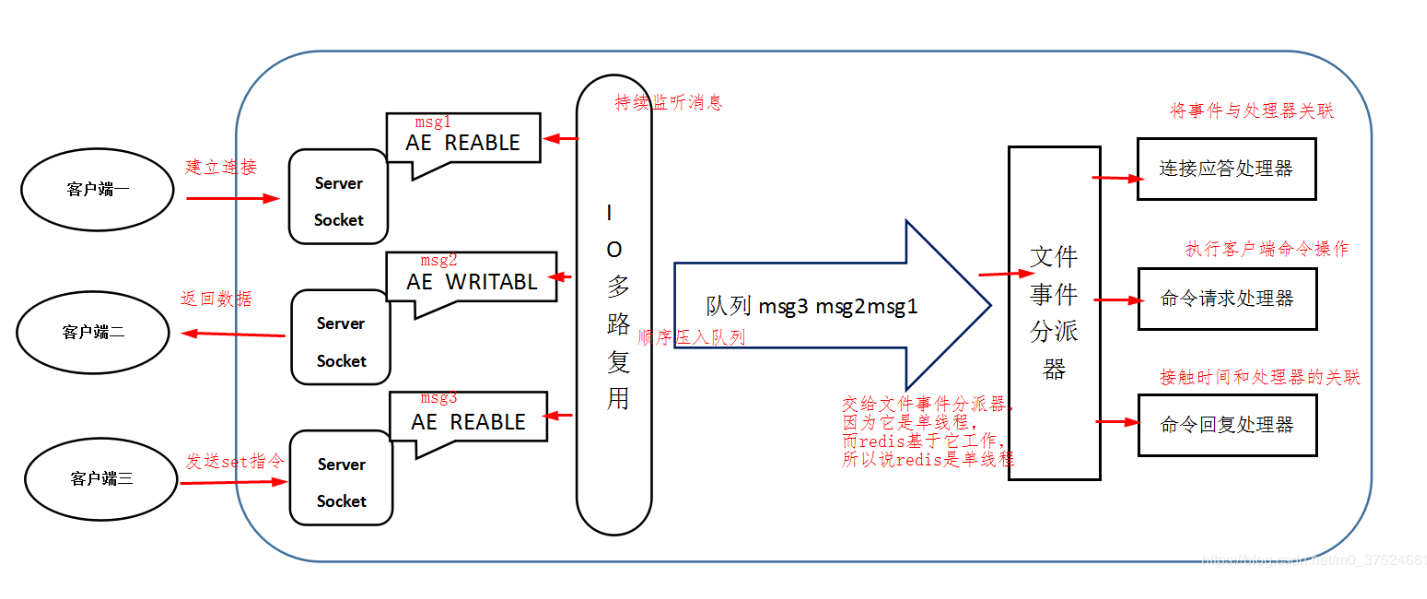 持续监听消息
将事件与处理器关联
msg1
AE REABLE
建立连接
客户端一
Server
Socket
连接应答处理器
执行客户端命令操作
msg2
AE WRITABL
返回数据
客户端二
Server
Socket
IO多路复用
顺序压入队列
队列 msg3 msg2msg1
文件
事件
分派
器
命令请求处理器
接触时间和处理器的关联
msg3
AE REABLE
交给文件事件分派器，
因为它是单线程，
而redis基于它工作，
所以说redis是单线程
命令回复处理器
发送set指令
客户端三
Server
Socket
https://blog.csdn.net/m0_37524661